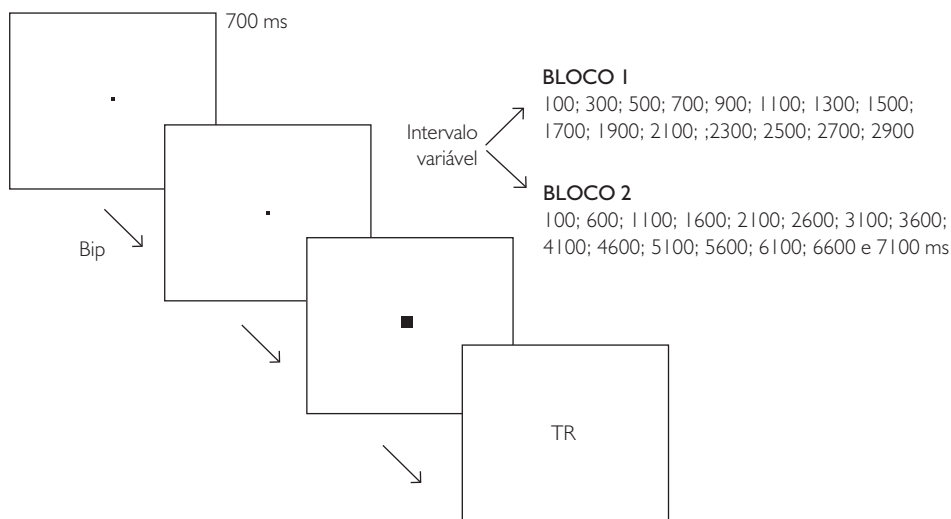 700 ms
BLOCO 1
100; 300; 500; 700; 900; 1100; 1300; 1500;
1700; 1900; 2100; ;2300; 2500; 2700; 2900
Intervalo
variável
BLOCO 2
100; 600; 1100; 1600; 2100; 2600; 3100; 3600;
4100; 4600; 5100; 5600; 6100; 6600 e 7100 ms
Bip
TR